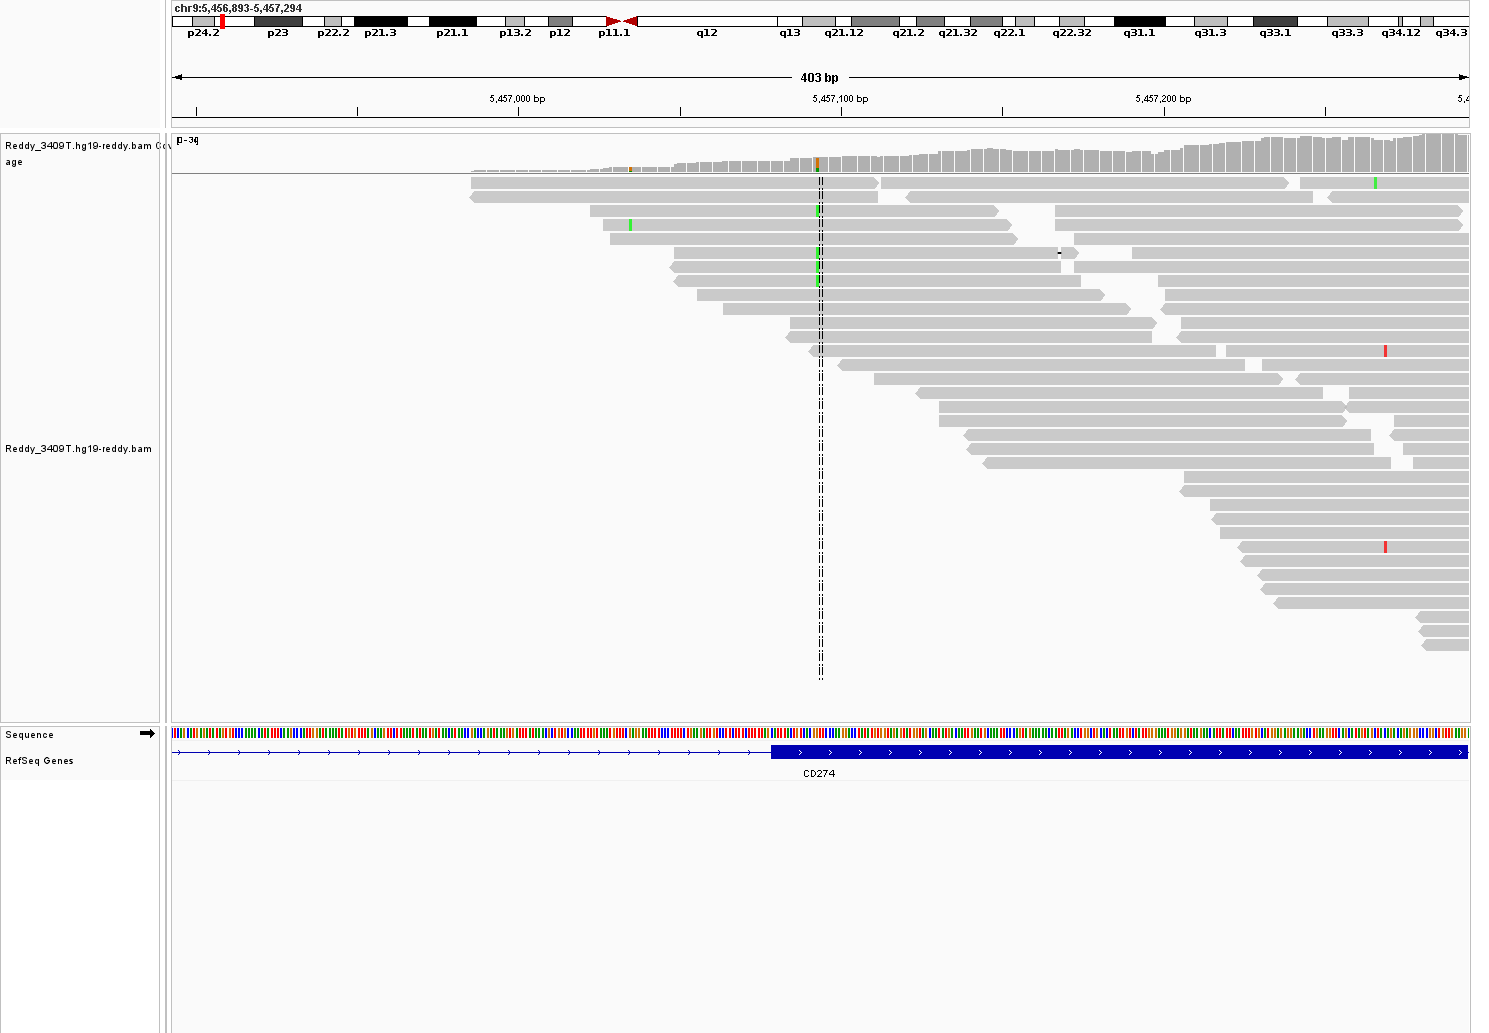 chr9:5,456,893-5,457,294
p24.2 p23 p22.2 p21.3 p21.1 p13.2 p12 p11.1 q12 q13 q21.12 q21.2 q21.32 q22.1 q22.32 q31.1 q31.3 q33.1 q33.3 q34.12 q34.3
403 bp
5,457,000 bp 5,457,100 bp 5,457,200 bp 5,4
Reddy_3409T.hg19-reddy.bam Cov
age
Reddy_3409T.hg19-reddy.bam
Sequence
RefSeq Genes
CD274